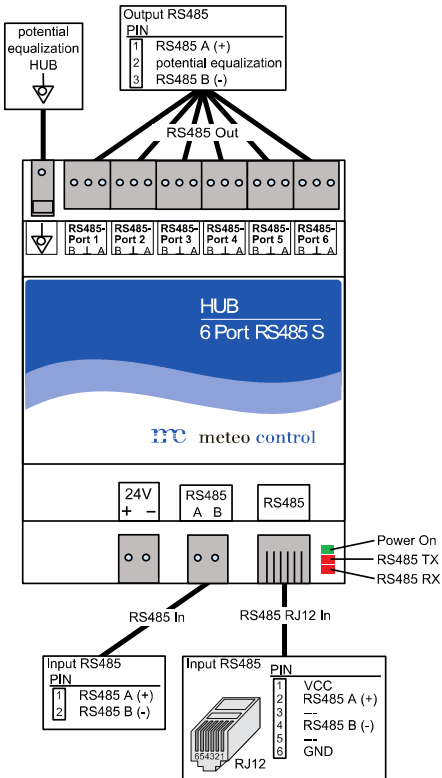 potential
equalization
HUB
Output RS485
PIN
1 RS485 A (+)
2 potential equalization
3 RS485 B (-)
RS485 Out
RS485-Port 1
B ⊥ A
RS485-Port 2
B ⊥ A
RS485-Port 3
B ⊥ A
RS485-Port 4
B ⊥ A
RS485-Port 5
B ⊥ A
RS485-Port 6
B ⊥ A
HUB
6 Port RS485 S
mc meteo control
24V
+ −
RS485
A B
RS485
Power On
RS485 TX
RS485 RX
RS485 In
RS485 RJ12 In
Input RS485
PIN
1 RS485 A (+)
2 RS485 B (-)
Input RS485
PIN
1 VCC
2 RS485 A (+)
3 ---
4 RS485 B (-)
5 ---
6 GND
654321
RJ12